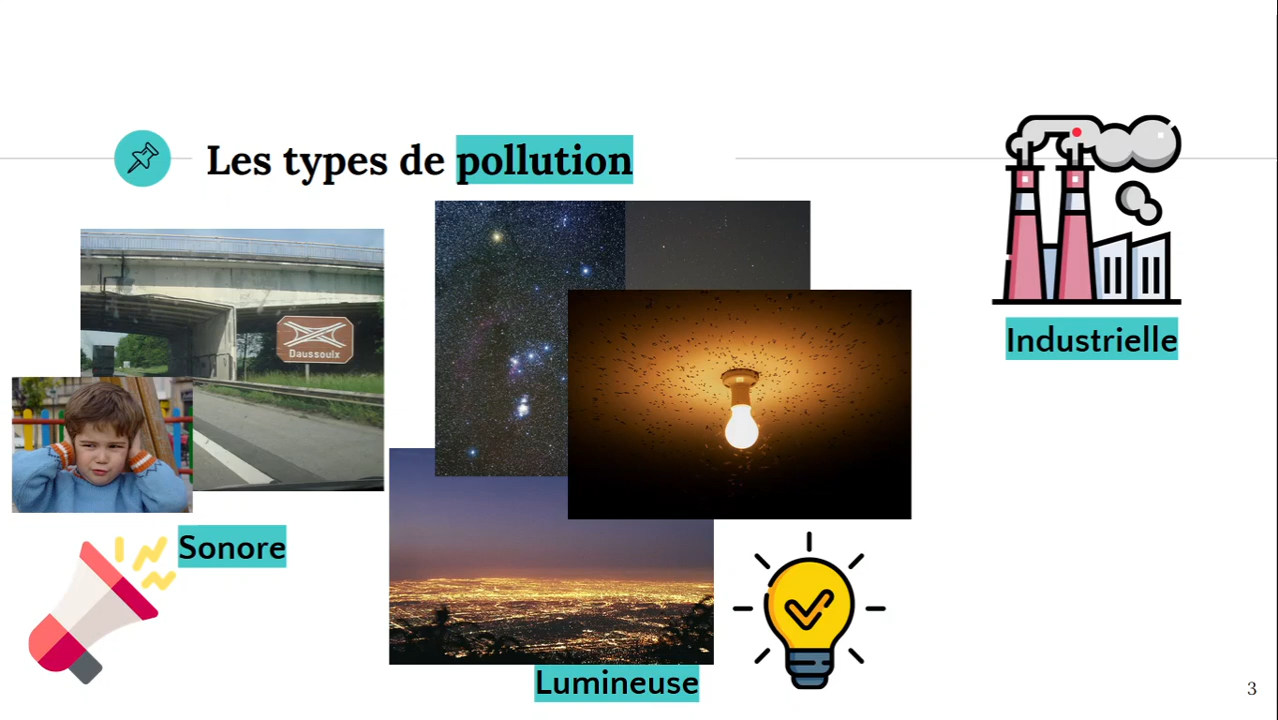 Les types de pollution
Daussoulx
Industrielle
Sonore
Lumineuse
3